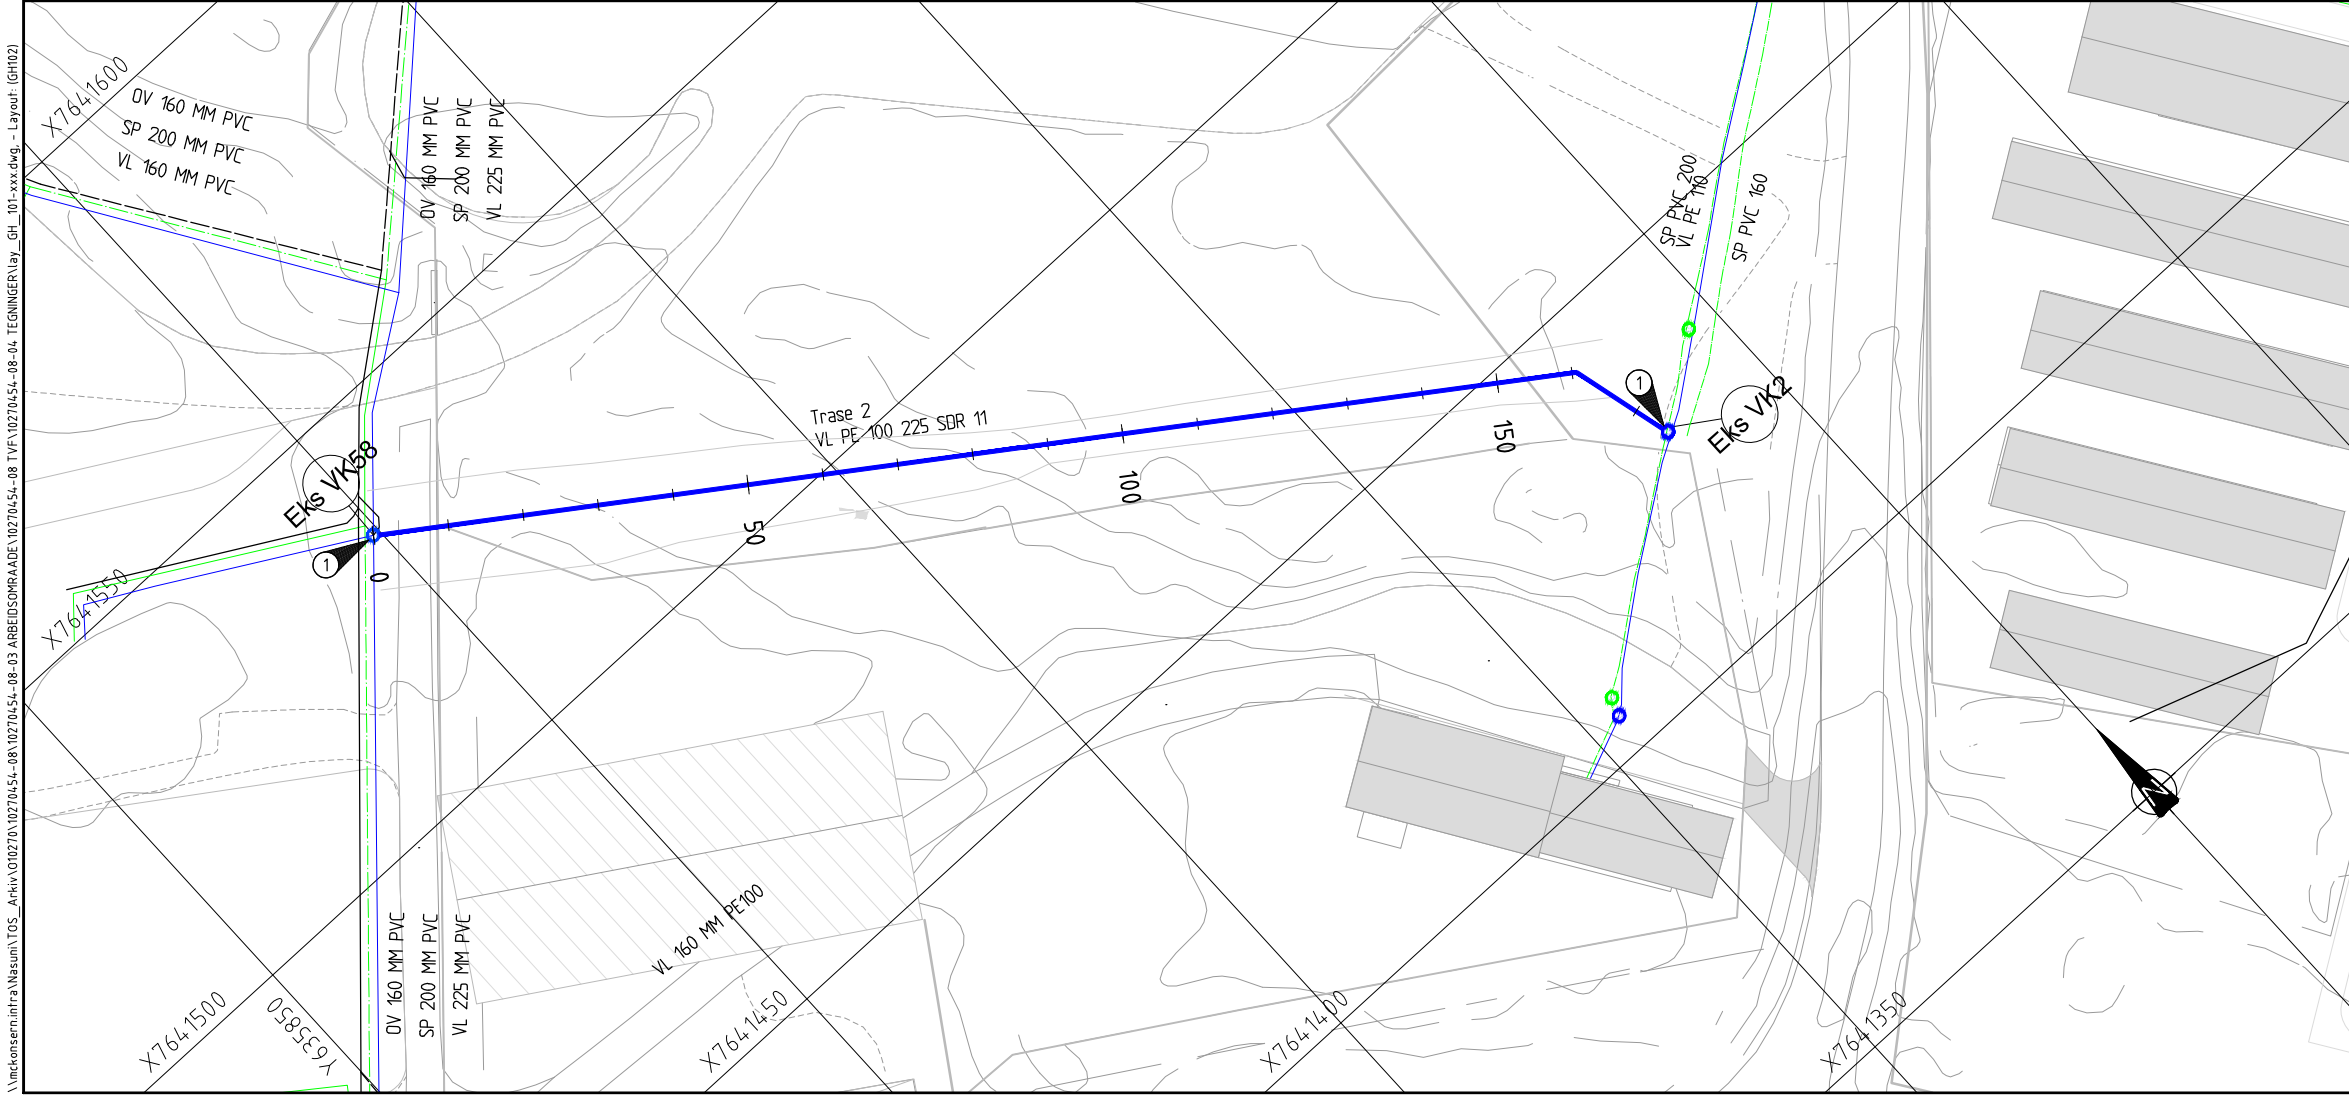 \\mckonsern.intra\Nasuni\TOS_Arkiv\O10270\10270454-08\10270454-08-03 ARBEIDSOMRAADE\10270454-08 TVF\10270454-08-04 TEGNINGER\lay_GH_101-xxx.dwg, - Layout: (GH102)
X7641600
OV 160 MM PVC
SP 200 MM PVC
VL 160 MM PVC
OV 160 MM PVC
SP 200 MM PVC
VL 225 MM PVC
SP PVC 200
VL PE 110
SP PVC 160
Trase 2
VL PE 100 225 SDR 11
1
Eks VK2
Eks VK58
1
0
50
100
150
X7641550
VL 160 MM PE100
OV 160 MM PVC
SP 200 MM PVC
VL 225 MM PVC
X7641500
Y635850
X7641450
X7641400
X7641350
N